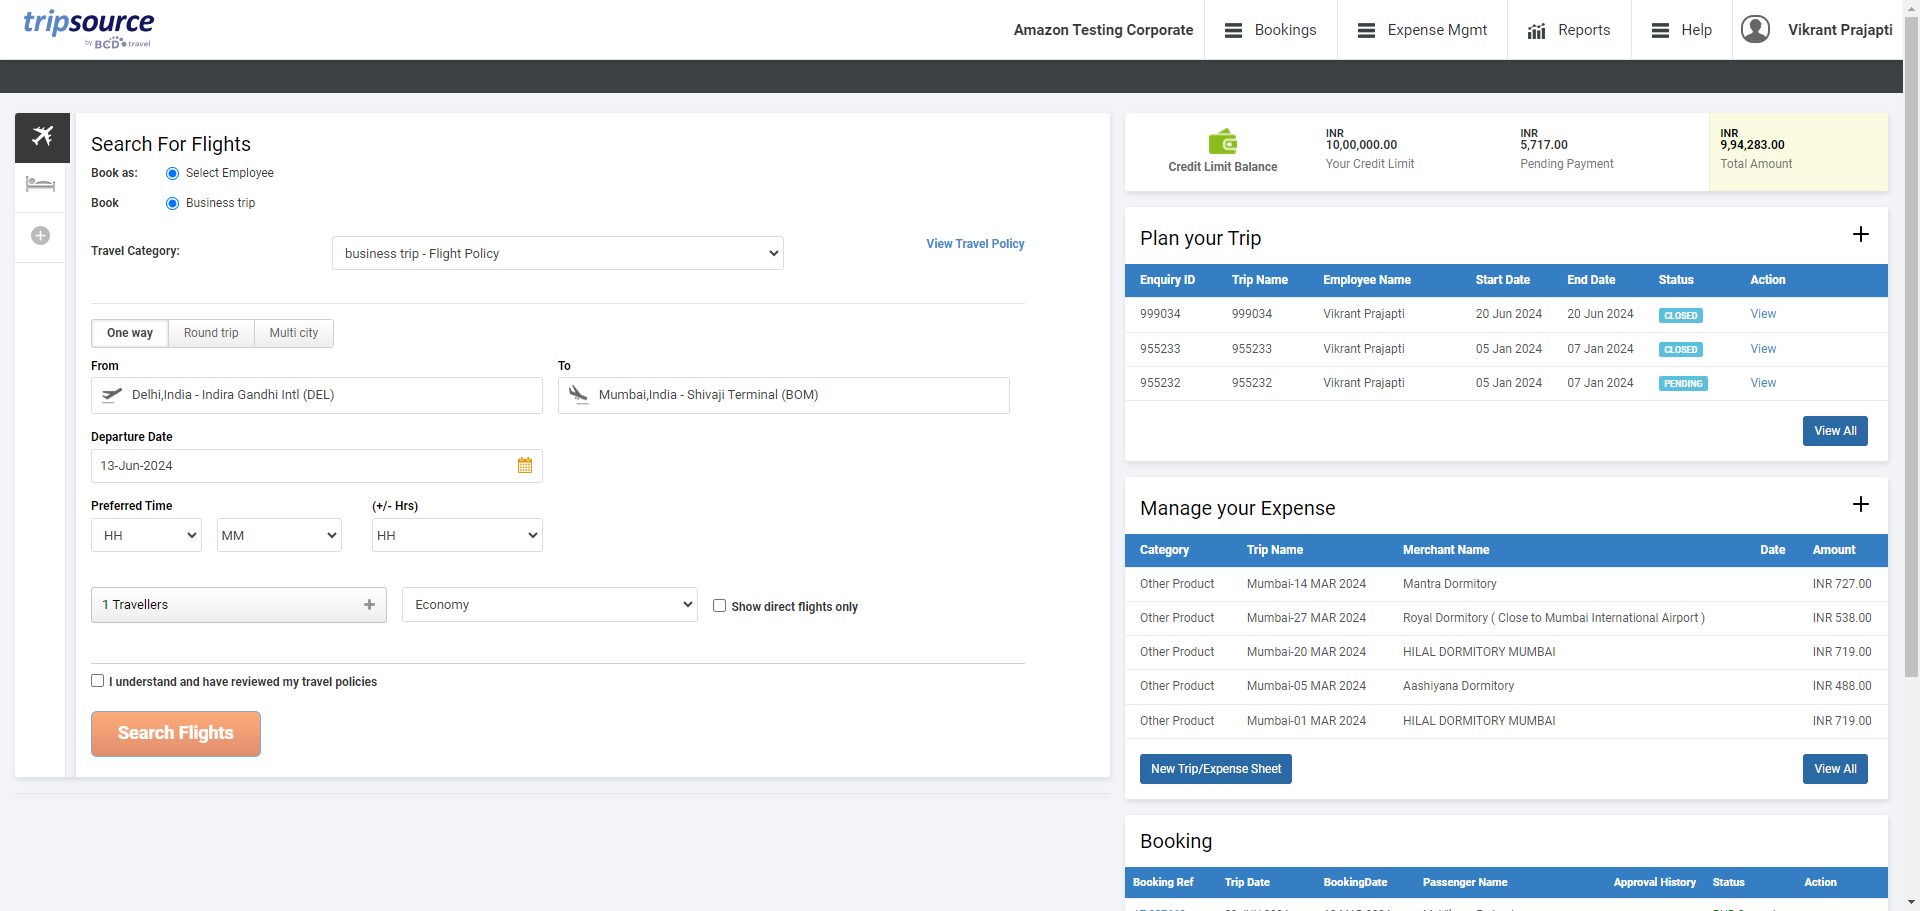 tripsource
by BCD travel
Amazon Testing Corporate
Bookings
Expense Mgmt
Reports
Help
Vikrant Prajapti
Search For Flights
Book as:
Select Employee
Book
Business trip
Travel Category:
business trip - Flight Policy
View Travel Policy
One way
Round trip
Multi city
From
To
Delhi,India - Indira Gandhi Intl (DEL)
Mumbai,India - Shivaji Terminal (BOM)
Departure Date
13-Jun-2024
Preferred Time
(+/- Hrs)
HH
MM
HH
1 Travellers
Economy
Show direct flights only
I understand and have reviewed my travel policies
Search Flights
Credit Limit Balance
INR
10,00,000.00
Your Credit Limit
INR
5,717.00
Pending Payment
INR
9,94,283.00
Total Amount
Plan your Trip
Enquiry ID Trip Name Employee Name Start Date End Date Status Action
999034 999034 Vikrant Prajapti 20 Jun 2024 20 Jun 2024 CLOSED View
955233 955233 Vikrant Prajapti 05 Jan 2024 07 Jan 2024 CLOSED View
955232 955232 Vikrant Prajapti 05 Jan 2024 07 Jan 2024 PENDING View
View All
Manage your Expense
Category Trip Name Merchant Name Date Amount
Other Product Mumbai-14 MAR 2024 Mantra Dormitory INR 727.00
Other Product Mumbai-27 MAR 2024 Royal Dormitory ( Close to Mumbai International Airport ) INR 538.00
Other Product Mumbai-20 MAR 2024 HILAL DORMITORY MUMBAI INR 719.00
Other Product Mumbai-05 MAR 2024 Aashiyana Dormitory INR 488.00
Other Product Mumbai-01 MAR 2024 HILAL DORMITORY MUMBAI INR 719.00
New Trip/Expense Sheet
View All
Booking
Booking Ref Trip Date BookingDate Passenger Name Approval History Status Action